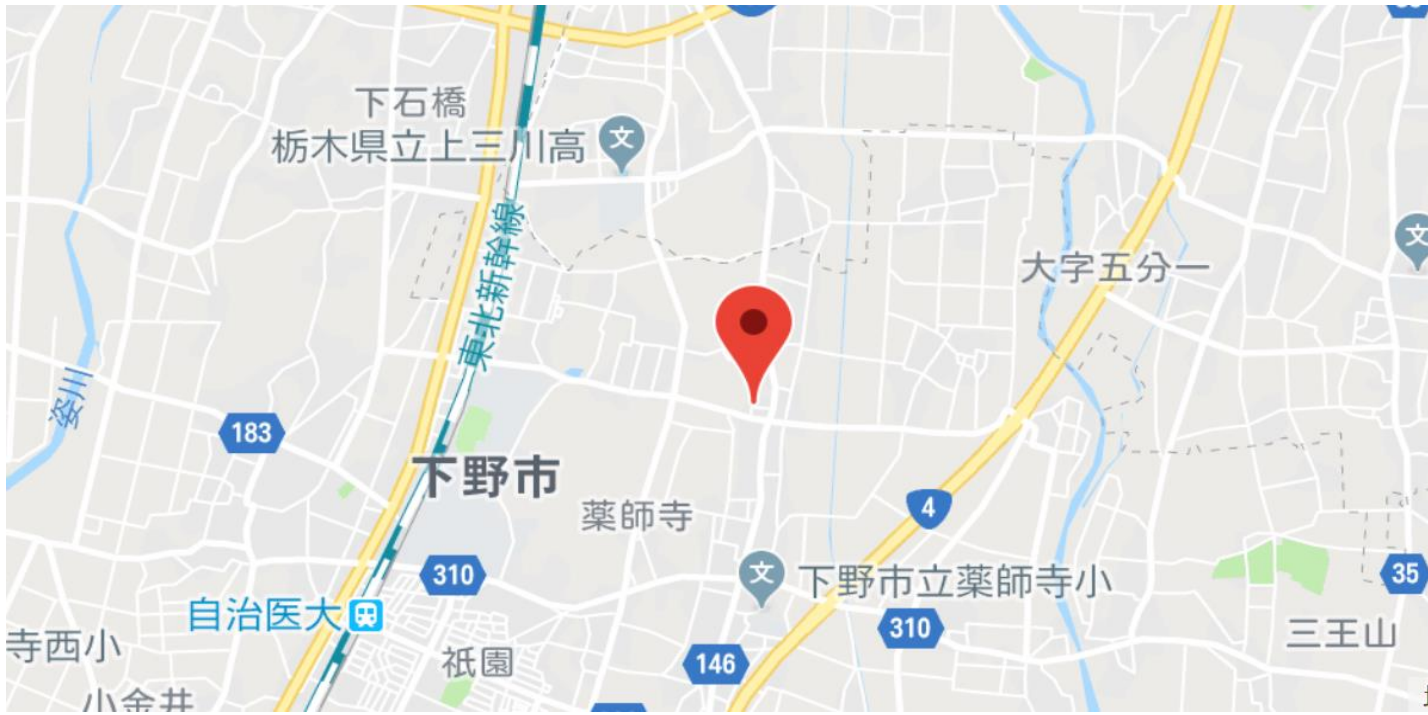 下石橋
栃木県立上三川高
文
東北新幹線
大字五分一
文
姿川
183
下野市
薬師寺
4
310
文
下野市立薬師寺小
35
自治医大
310
三王山
寺西小
祇園
146
小金井